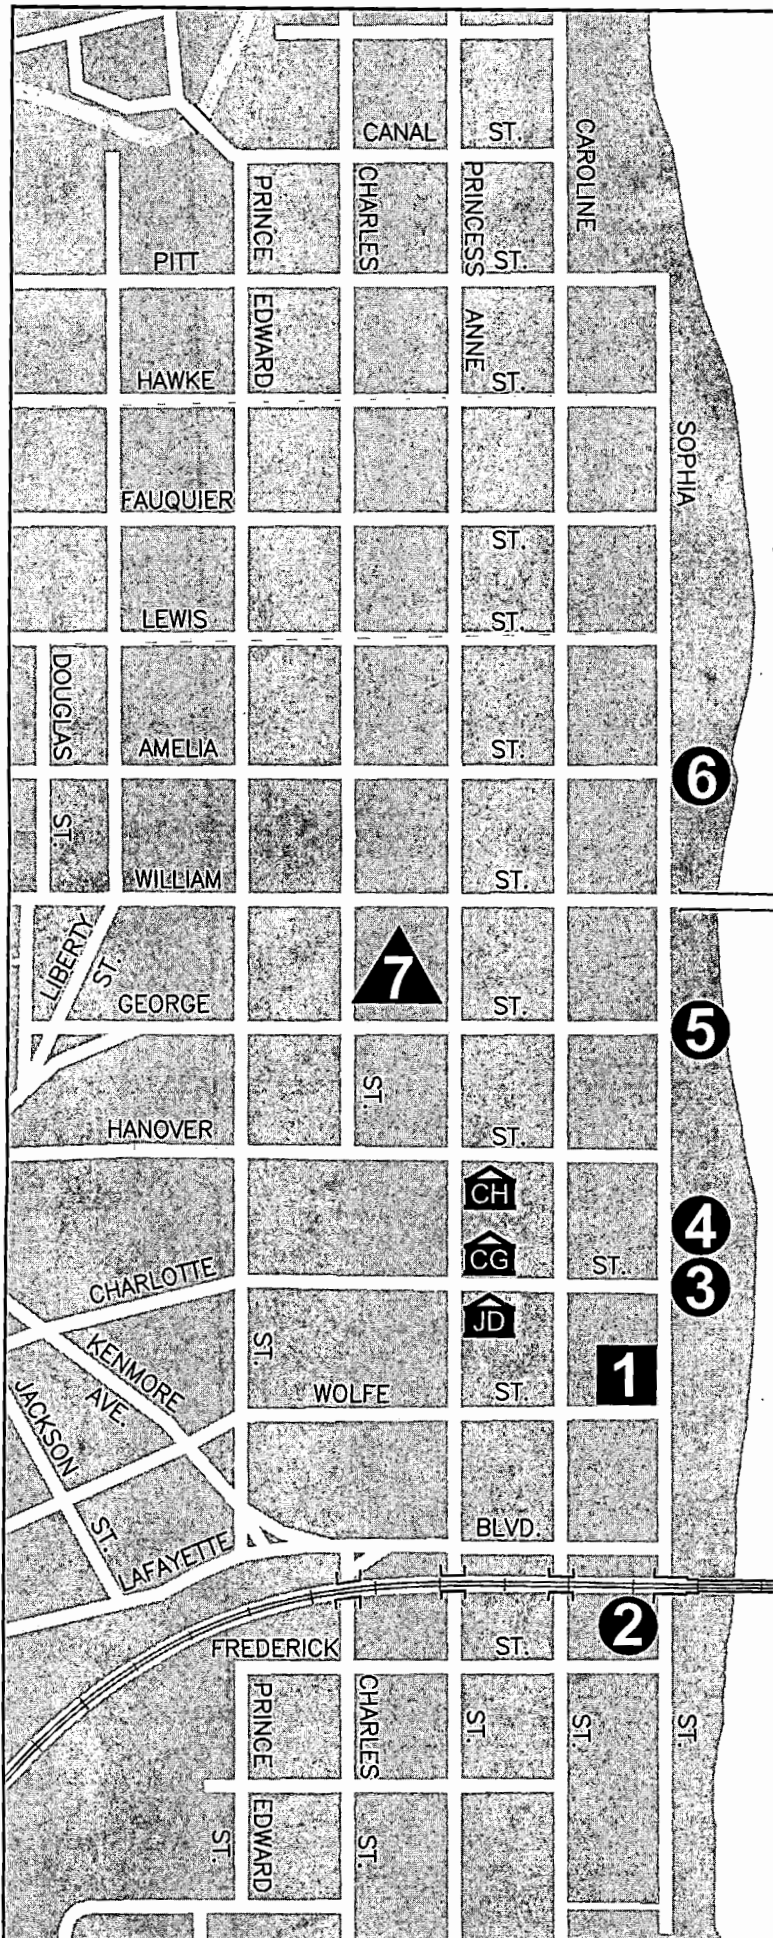 CANAL ST.
CAROLINE
PRINCE EDWARD
CHARLES
PRINCESS ANNE
PITT ST.
HAWKE ST.
SOPHIA
FAUQUIER
ST.
LEWIS ST.
DOUGLAS ST.
AMELIA ST.
6
WILLIAM ST.
LIBERTY ST.
7
GEORGE ST.
5
ST.
HANOVER ST.
CH
4
CG
CHARLOTTE ST.
3
JD
ST.
KENMORE AVE.
1
JACKSON ST.
WOLFE ST.
BLVD.
LAFAYETTE
2
FREDERICK ST.
PRINCE EDWARD ST.
CHARLES ST.
ST.
ST.
ST.